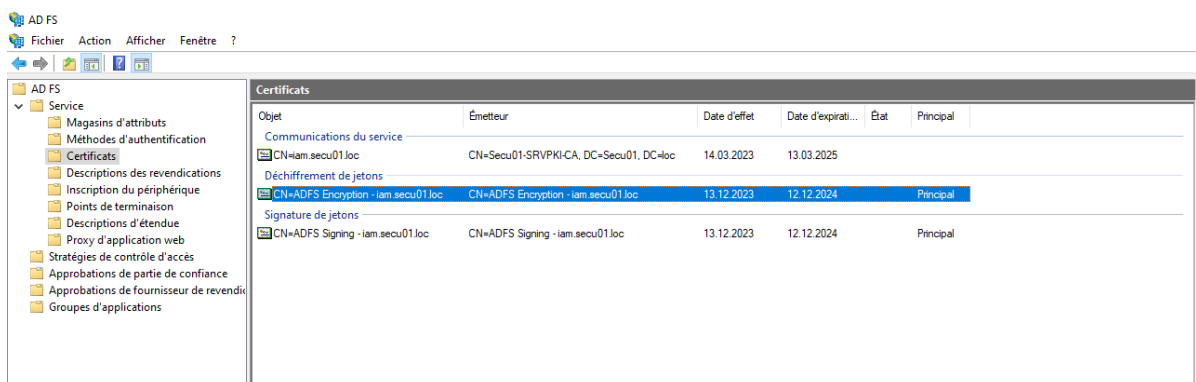 AD FS
Fichier Action Afficher Fenêtre ?
AD FS
Service
Magasins d'attributs
Méthodes d'authentification
Certificats
Descriptions des revendications
Inscription du périphérique
Points de terminaison
Descriptions d'étendue
Proxy d'application web
Stratégies de contrôle d'accès
Approbations de partie de confiance
Approbations de fournisseur de revendic
Groupes d'applications
Certificats
Objet Émetteur Date d'effet Date d'expirati... État Principal
Communications du service
CN=iam.secu01.loc CN=Secu01-SRVPKI-CA, DC=Secu01, DC=loc 14.03.2023 13.03.2025
Déchiffrement de jetons
CN=ADFS Encryption - iam.secu01.loc CN=ADFS Encryption - iam.secu01.loc 13.12.2023 12.12.2024 Principal
Signature de jetons
CN=ADFS Signing - iam.secu01.loc CN=ADFS Signing - iam.secu01.loc 13.12.2023 12.12.2024 Principal